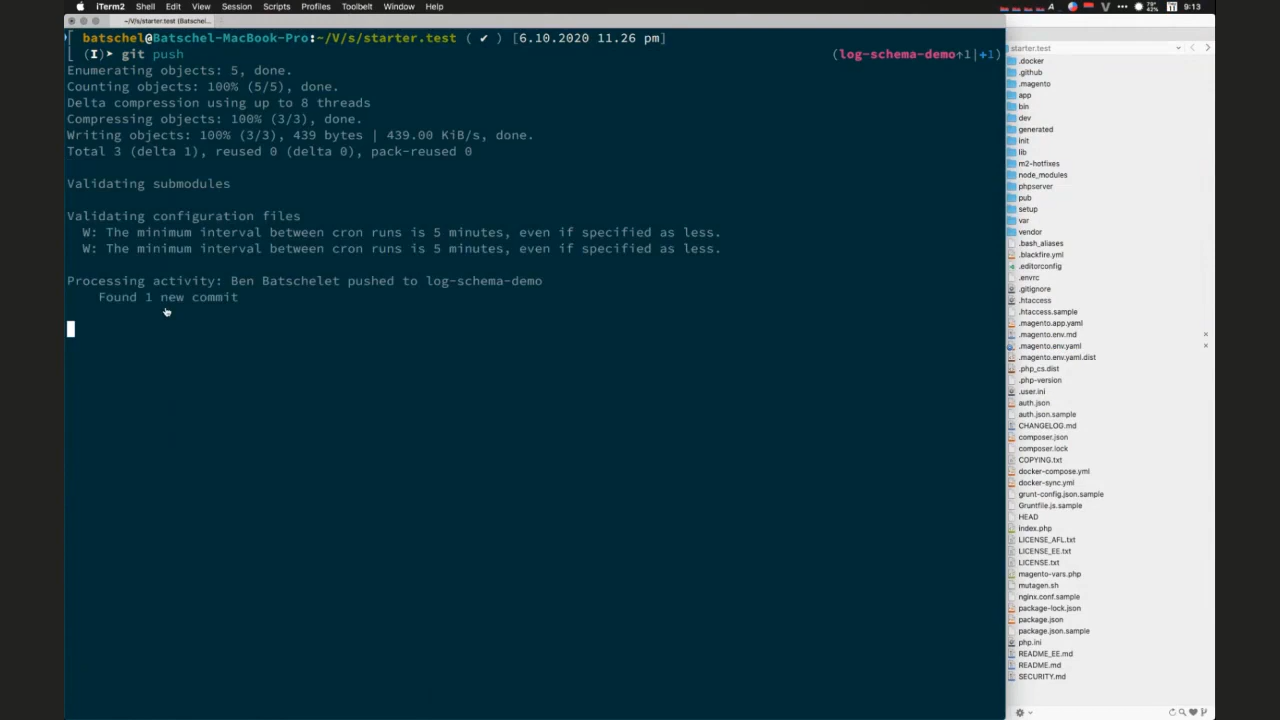 iTerm2 Shell Edit View Session Scripts Profiles Toolbelt Window Help 9:13
~/V/s/starter.test (Batschel...
batschel@Batschel-MacBook-Pro:~/V/s/starter.test ( ✔ ) [6.10.2020 11.26 pm]
(I)➤ git push (log-schema-demo↑1|+1)
Enumerating objects: 5, done.
Counting objects: 100% (5/5), done.
Delta compression using up to 8 threads
Compressing objects: 100% (3/3), done.
Writing objects: 100% (3/3), 439 bytes | 439.00 KiB/s, done.
Total 3 (delta 1), reused 0 (delta 0), pack-reused 0
Validating submodules
Validating configuration files
W: The minimum interval between cron runs is 5 minutes, even if specified as less.
W: The minimum interval between cron runs is 5 minutes, even if specified as less.
Processing activity: Ben Batschelet pushed to log-schema-demo
Found 1 new commit
starter.test
.docker
.github
.magento
app
bin
dev
generated
init
lib
m2-hotfixes
node_modules
phpserver
pub
setup
var
vendor
.bash_aliases
.blackfire.yml
.editorconfig
.envrc
.gitignore
.htaccess
.htaccess.sample
.magento.app.yaml
.magento.env.md
.magento.env.yaml
.magento.env.yaml.dist
.php_cs.dist
.php-version
.user.ini
auth.json
auth.json.sample
CHANGELOG.md
composer.json
composer.lock
COPYING.txt
docker-compose.yml
docker-sync.yml
grunt-config.json.sample
Gruntfile.js.sample
HEAD
index.php
LICENSE_AFL.txt
LICENSE_EE.txt
LICENSE.txt
magento-vars.php
mutagen.sh
nginx.conf.sample
package-lock.json
package.json
package.json.sample
php.ini
README_EE.md
README.md
SECURITY.md